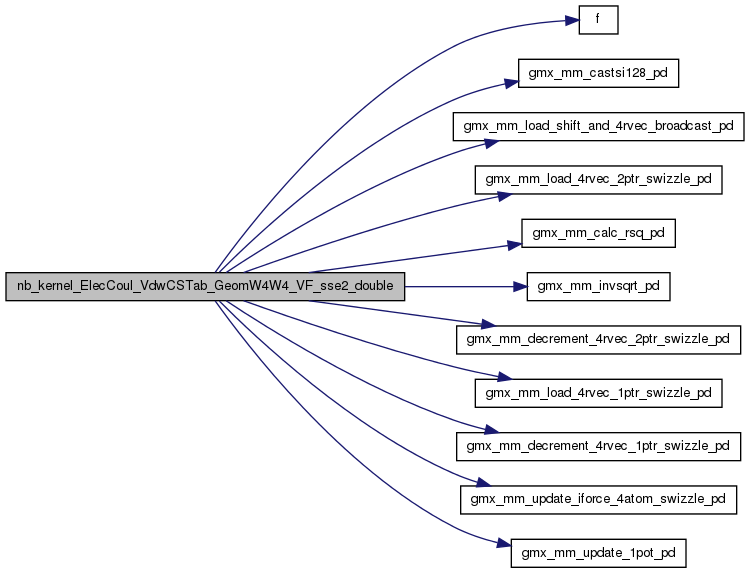 f
gmx_mm_castsi128_pd
gmx_mm_load_shift_and_4rvec_broadcast_pd
gmx_mm_load_4rvec_2ptr_swizzle_pd
gmx_mm_calc_rsq_pd
nb_kernel_ElecCoul_VdwCSTab_GeomW4W4_VF_sse2_double
gmx_mm_invsqrt_pd
gmx_mm_decrement_4rvec_2ptr_swizzle_pd
gmx_mm_load_4rvec_1ptr_swizzle_pd
gmx_mm_decrement_4rvec_1ptr_swizzle_pd
gmx_mm_update_iforce_4atom_swizzle_pd
gmx_mm_update_1pot_pd